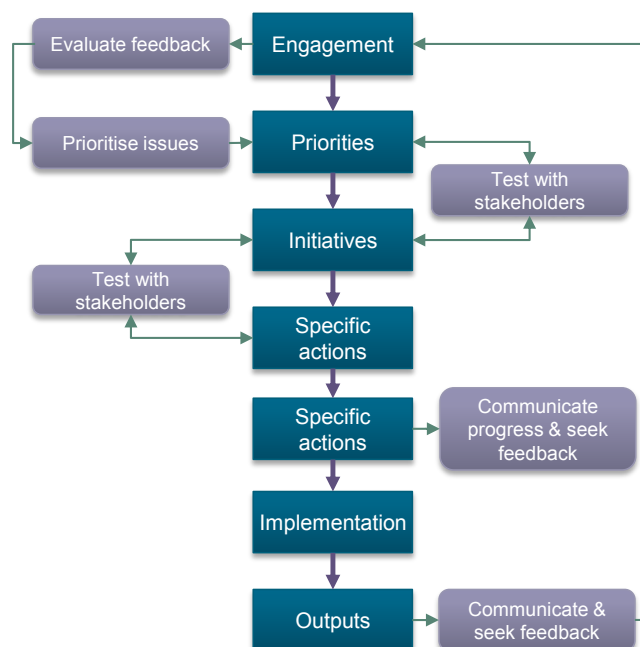 Evaluate feedback
Engagement
Prioritise issues
Priorities
Test with
stakeholders
Initiatives
Test with
stakeholders
Specific
actions
Specific
actions
Communicate
progress & seek
feedback
Implementation
Outputs
Communicate &
seek feedback